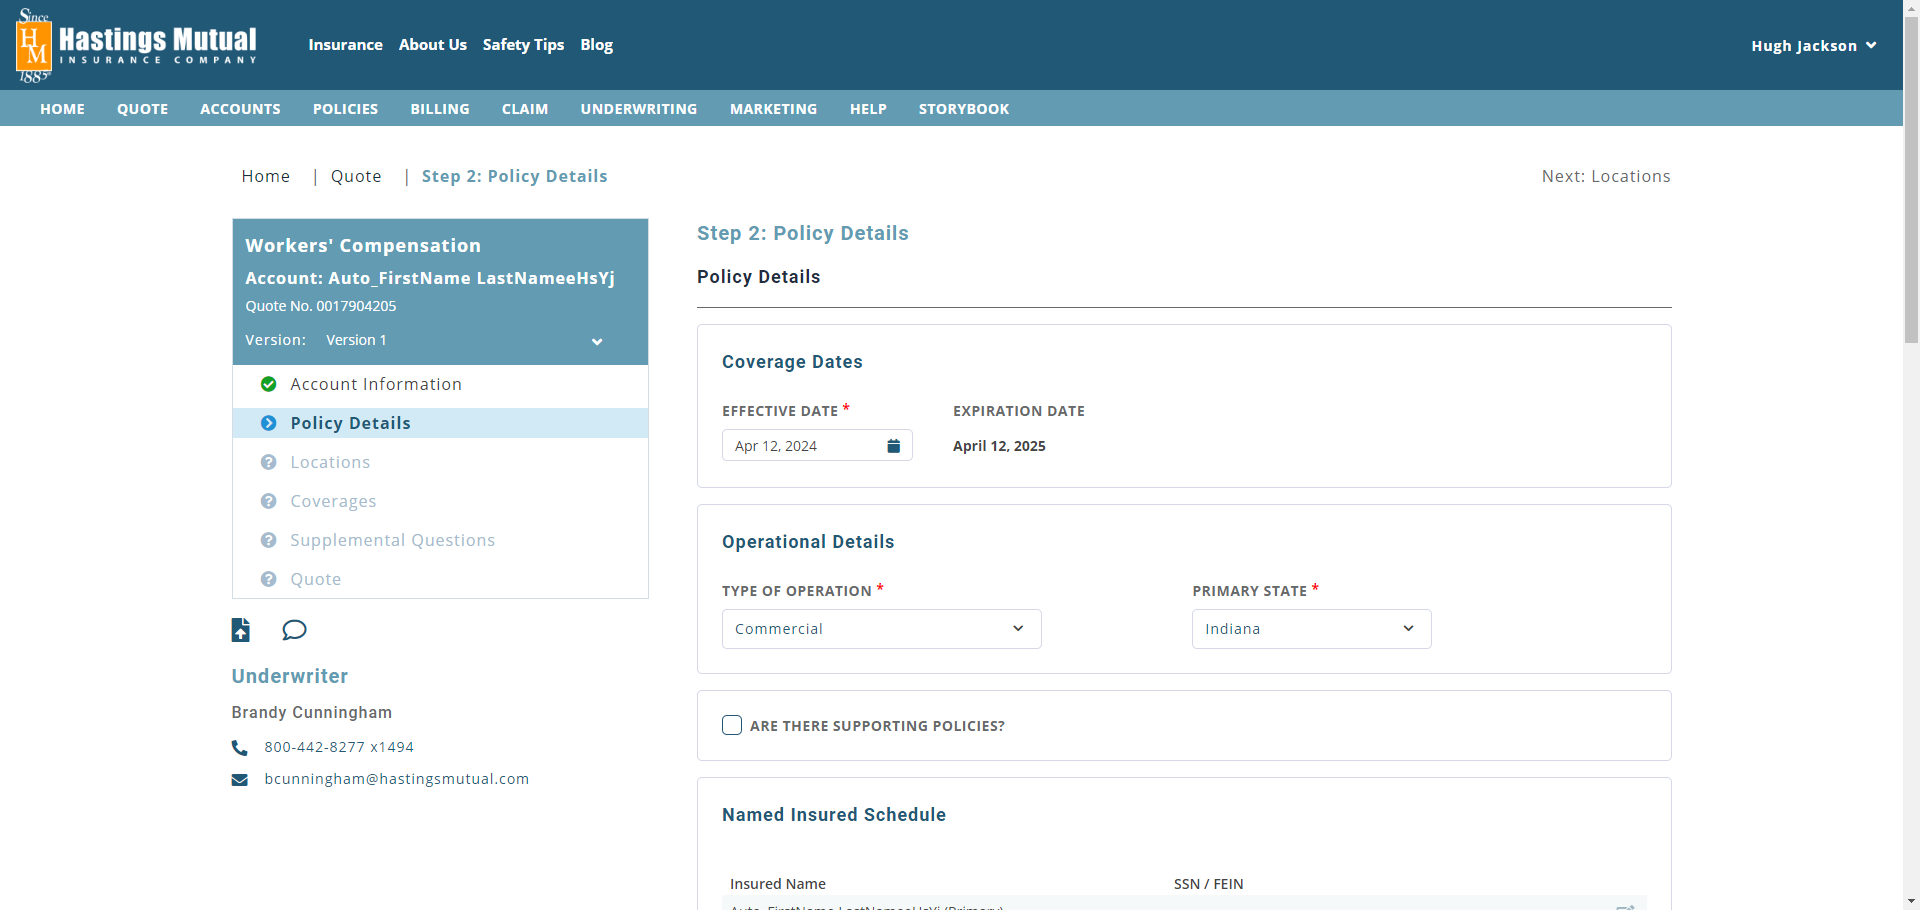 Since
HM
1885
Hastings Mutual
INSURANCE COMPANY
Insurance About Us Safety Tips Blog
Hugh Jackson
HOME QUOTE ACCOUNTS POLICIES BILLING CLAIM UNDERWRITING MARKETING HELP STORYBOOK
Home | Quote | Step 2: Policy Details
Next: Locations
Workers' Compensation
Account: Auto_FirstName LastNameeHsYj
Quote No. 0017904205
Version: Version 1
Account Information
Policy Details
Locations
Coverages
Supplemental Questions
Quote
Underwriter
Brandy Cunningham
800-442-8277 x1494
bcunningham@hastingsmutual.com
Step 2: Policy Details
Policy Details
Coverage Dates
EFFECTIVE DATE * EXPIRATION DATE
Apr 12, 2024 April 12, 2025
Operational Details
TYPE OF OPERATION * PRIMARY STATE *
Commercial Indiana
ARE THERE SUPPORTING POLICIES?
Named Insured Schedule
Insured Name SSN / FEIN
Auto_FirstName LastNameeHsYj (Primary)